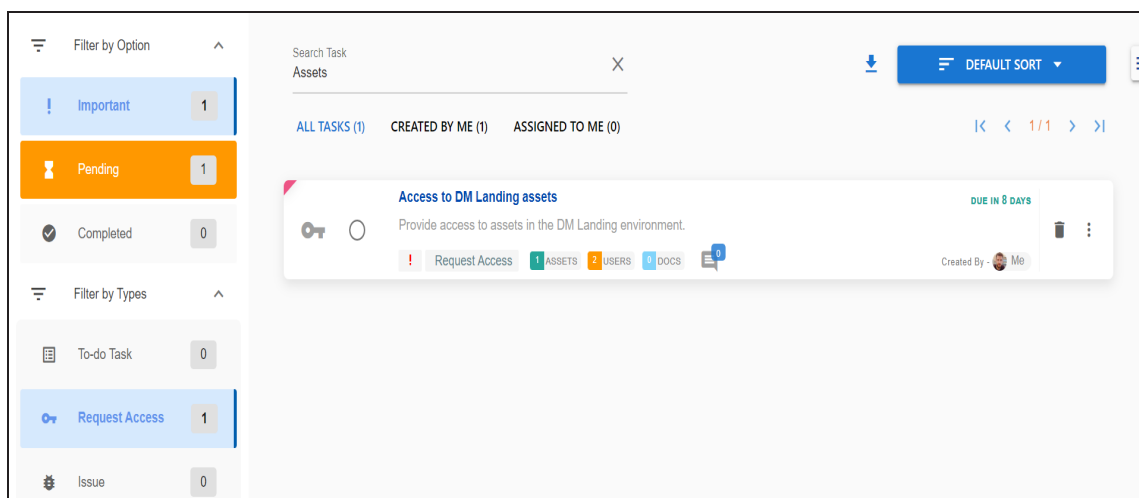 Filter by Option
Important 1
Pending 1
Completed 0
Filter by Types
To-do Task 0
Request Access 1
Issue 0
Search Task
Assets X
DEFAULT SORT
ALL TASKS (1) CREATED BY ME (1) ASSIGNED TO ME (0)
1 / 1
Access to DM Landing assets
DUE IN 8 DAYS
Provide access to assets in the DM Landing environment.
! Request Access 1 ASSETS 2 USERS 0 DOCS 0
Created By - Me